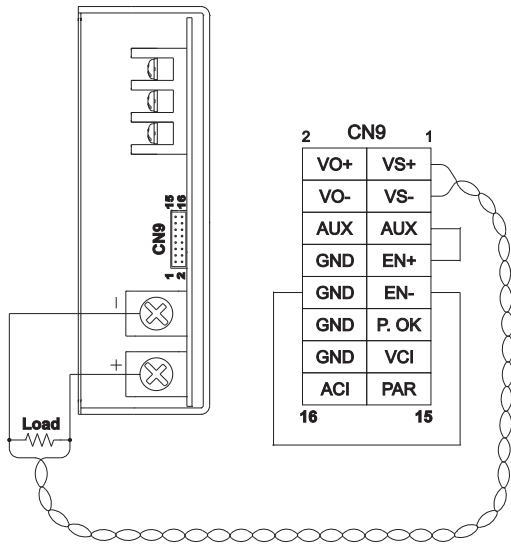 2 CN9 1
VO+ VS+
VO- VS-
AUX AUX
GND EN+
GND EN-
GND P. OK
GND VCI
ACI PAR
16 15
15
16
CN9
1
2
−
+
Load